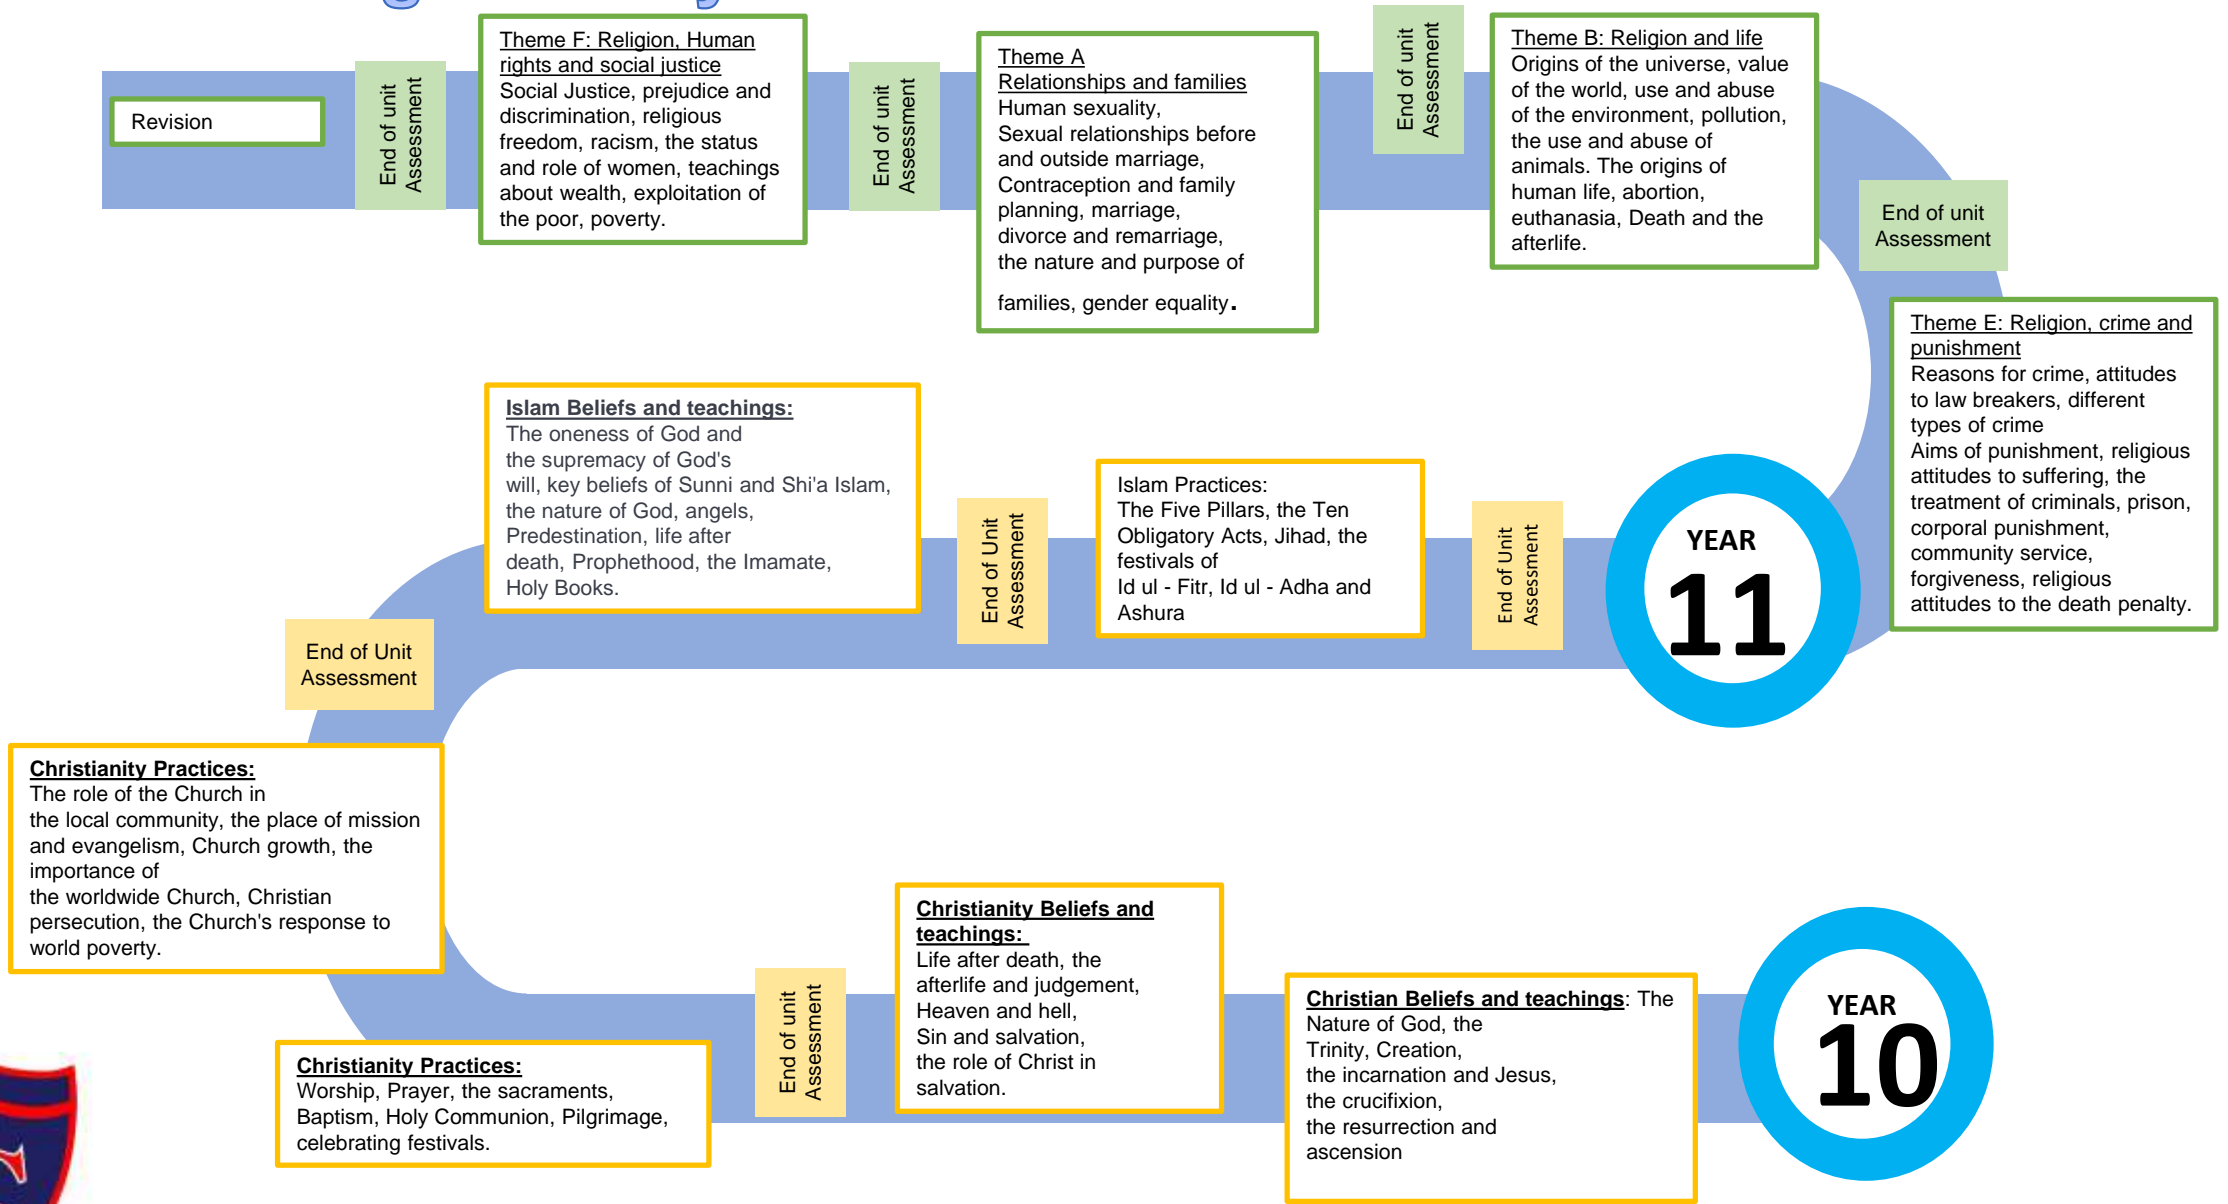 Revision
End of unit
Assessment
Theme F: Religion, Human
rights and social justice
Social Justice, prejudice and
discrimination, religious
freedom, racism, the status
and role of women, teachings
about wealth, exploitation of
the poor, poverty.
End of unit
Assessment
Theme A
Relationships and families
Human sexuality,
Sexual relationships before
and outside marriage,
Contraception and family
planning, marriage,
divorce and remarriage,
the nature and purpose of
families, gender equality.
End of unit
Assessment
Theme B: Religion and life
Origins of the universe, value
of the world, use and abuse
of the environment, pollution,
the use and abuse of
animals. The origins of
human life, abortion,
euthanasia, Death and the
afterlife.
End of unit
Assessment
Theme E: Religion, crime and
punishment
Reasons for crime, attitudes
to law breakers, different
types of crime
Aims of punishment, religious
attitudes to suffering, the
treatment of criminals, prison,
corporal punishment,
community service,
forgiveness, religious
attitudes to the death penalty.
Islam Beliefs and teachings:
The oneness of God and
the supremacy of God's
will, key beliefs of Sunni and Shi'a Islam,
the nature of God, angels,
Predestination, life after
death, Prophethood, the Imamate,
Holy Books.
End of Unit
Assessment
Islam Practices:
The Five Pillars, the Ten
Obligatory Acts, Jihad, the
festivals of
Id ul - Fitr, Id ul - Adha and
Ashura
End of Unit
Assessment
YEAR
11
End of Unit
Assessment
Christianity Practices:
The role of the Church in
the local community, the place of mission
and evangelism, Church growth, the
importance of
the worldwide Church, Christian
persecution, the Church's response to
world poverty.
Christianity Practices:
Worship, Prayer, the sacraments,
Baptism, Holy Communion, Pilgrimage,
celebrating festivals.
End of unit
Assessment
Christianity Beliefs and
teachings:
Life after death, the
afterlife and judgement,
Heaven and hell,
Sin and salvation,
the role of Christ in
salvation.
Christian Beliefs and teachings: The
Nature of God, the
Trinity, Creation,
the incarnation and Jesus,
the crucifixion,
the resurrection and
ascension
YEAR
10